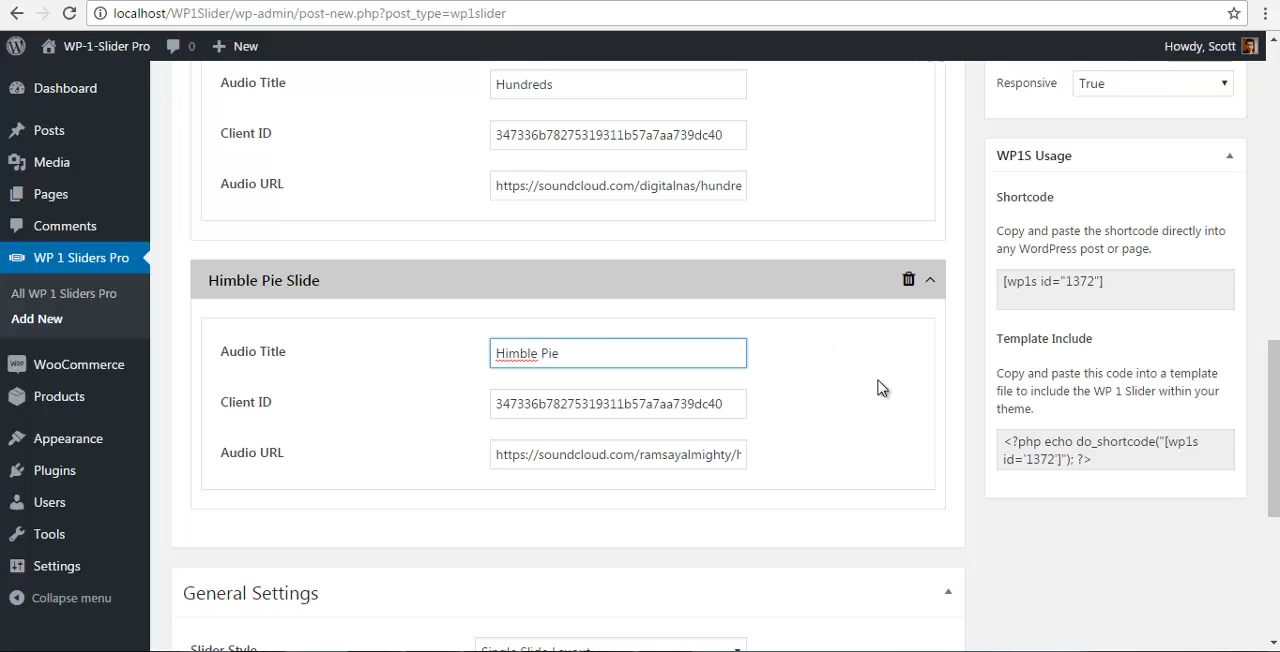 localhost/WP1Slider/wp-admin/post-new.php?post_type=wp1slider
WP-1-Slider Pro
0
New
Howdy, Scott
Dashboard
Posts
Media
Pages
Comments
WP 1 Sliders Pro
All WP 1 Sliders Pro
Add New
WooCommerce
Products
Appearance
Plugins
Users
Tools
Settings
Collapse menu
Audio Title
Hundreds
Client ID
347336b78275319311b57a7aa739dc40
Audio URL
https://soundcloud.com/digitalnas/hundre
Himble Pie Slide
Audio Title
Himble Pie
Client ID
347336b78275319311b57a7aa739dc40
Audio URL
https://soundcloud.com/ramsayalmighty/h
General Settings
Slider Style
Single Slide Layout
Responsive
True
WP1S Usage
Shortcode
Copy and paste the shortcode directly into
any WordPress post or page.
[wp1s id="1372"]
Template Include
Copy and paste this code into a template
file to include the WP 1 Slider within your
theme.
<?php echo do_shortcode("[wp1s
id='1372']"); ?>